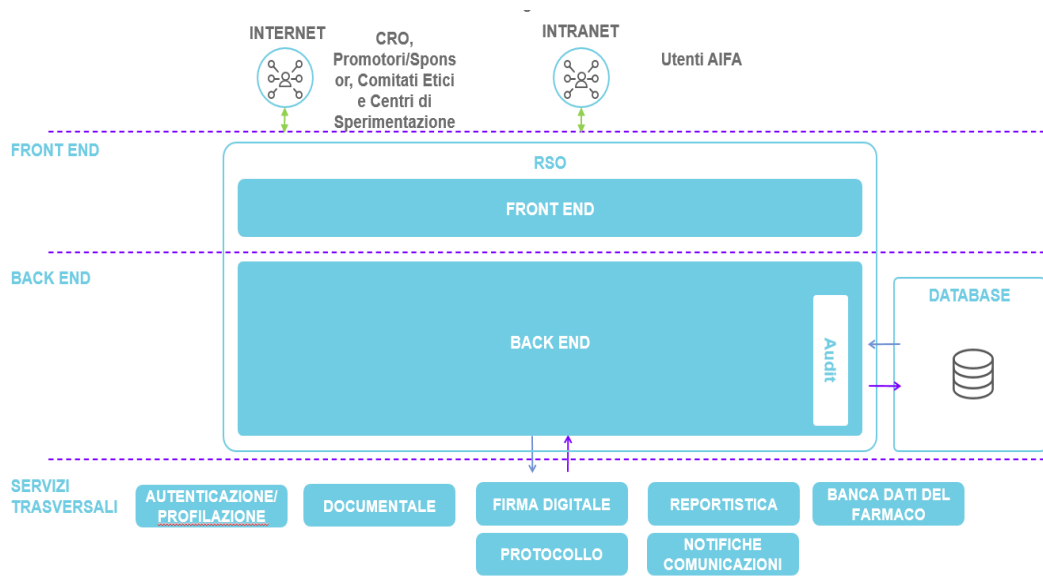 INTERNET
CRO,
Promotori/Spons
or, Comitati Etici
e Centri di
Sperimentazione
INTRANET
Utenti AIFA
FRONT END
RSO
FRONT END
BACK END
BACK END
Audit
DATABASE
SERVIZI
TRASVERSALI
AUTENTICAZIONE/
PROFILAZIONE
DOCUMENTALE
FIRMA DIGITALE
REPORTISTICA
BANCA DATI DEL
FARMACO
PROTOCOLLO
NOTIFICHE
COMUNICAZIONI